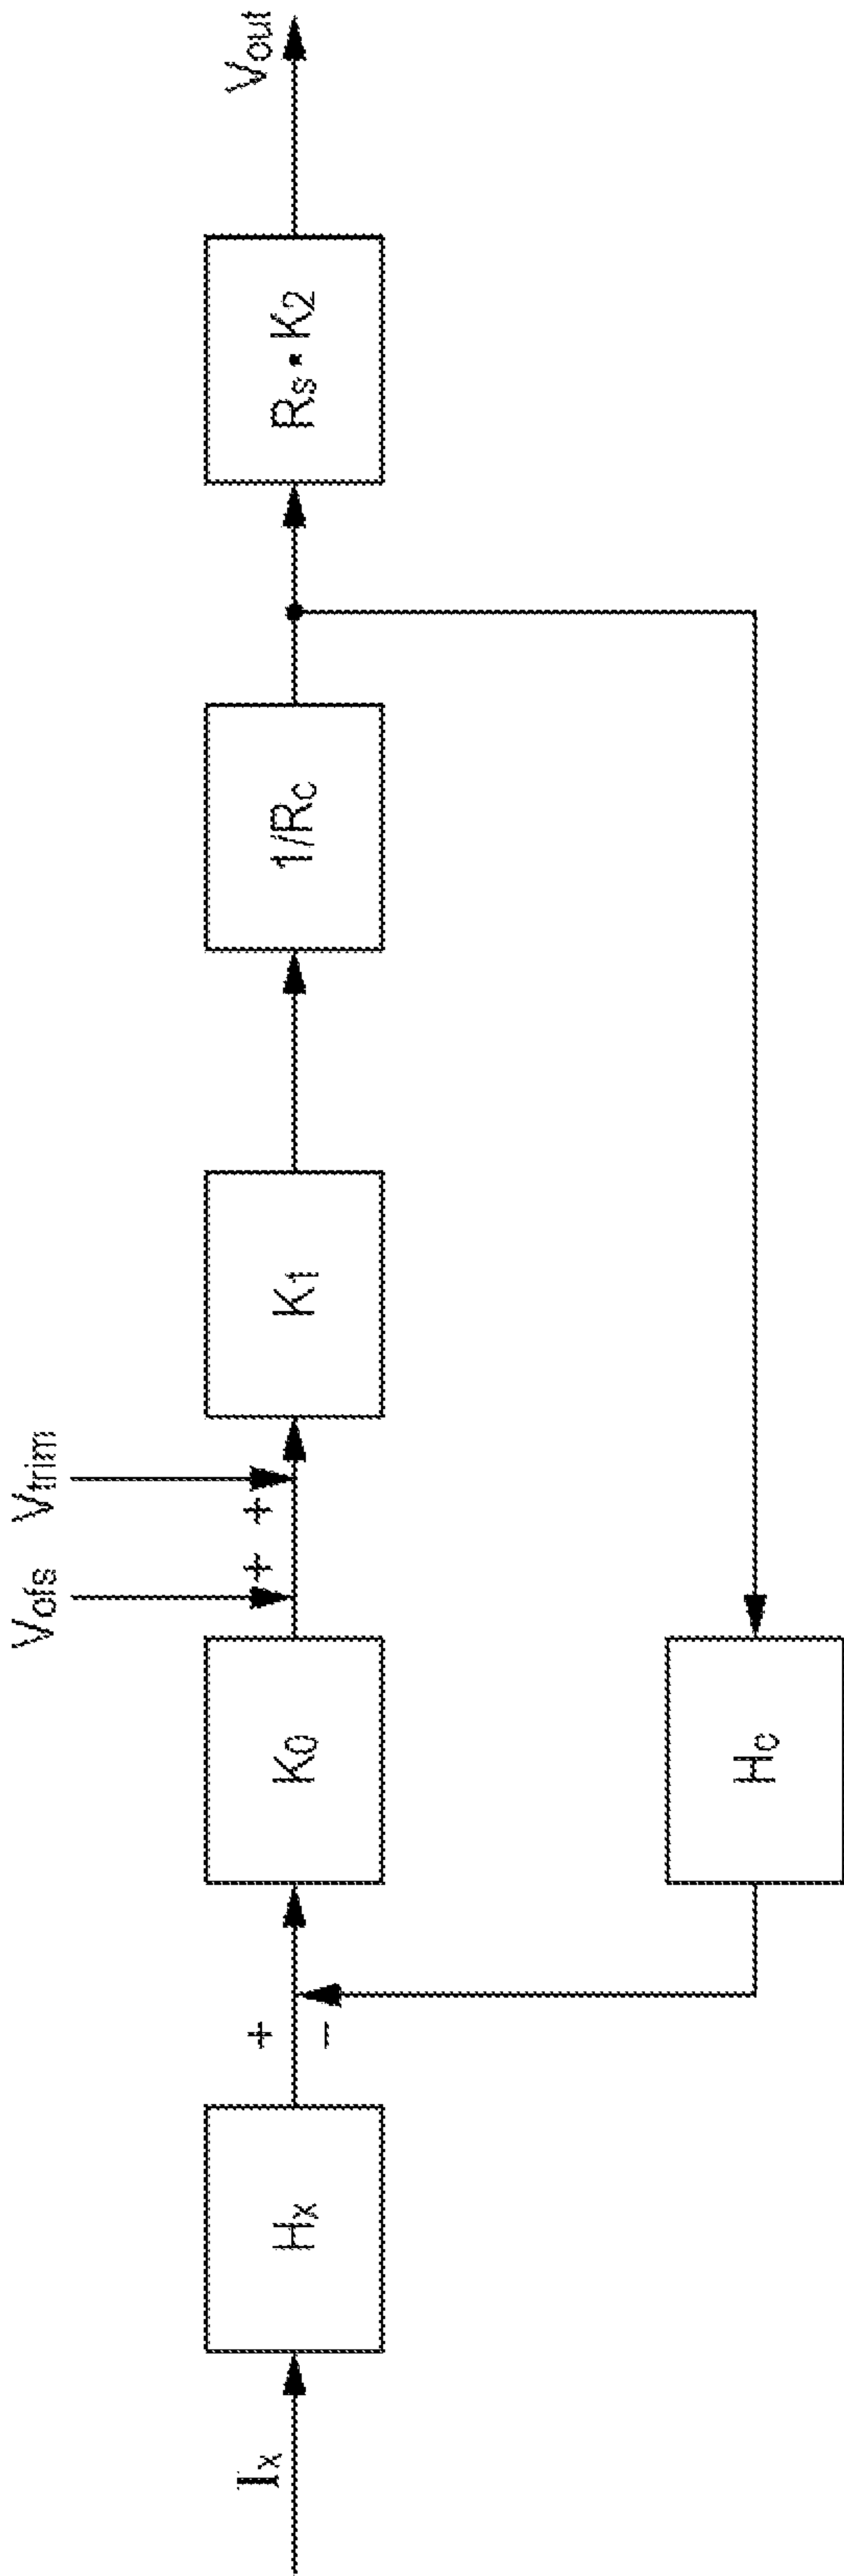 Vofs
Vtrim
Ix
+
−
+
+
Hx
K0
K1
1/Rc
Rs • K2
Vout
Hc